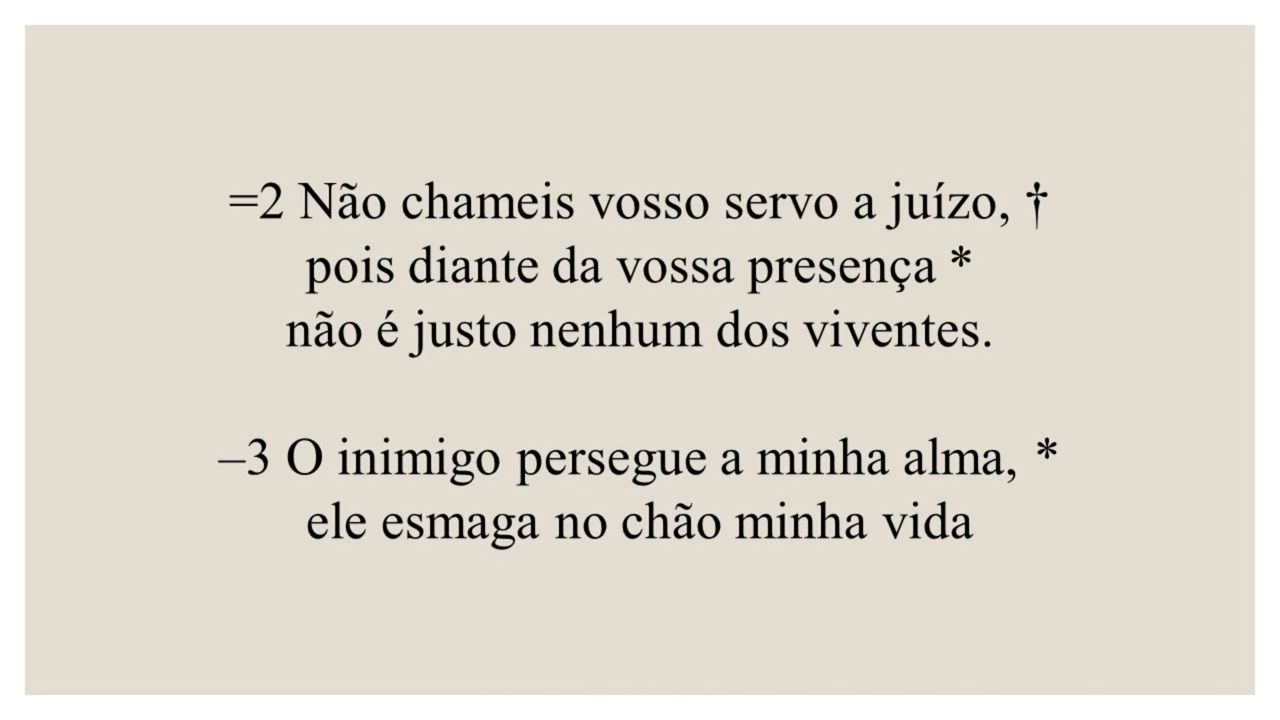 =2 Não chameis vosso servo a juízo, †
pois diante da vossa presença *
não é justo nenhum dos viventes.
–3 O inimigo persegue a minha alma, *
ele esmaga no chão minha vida